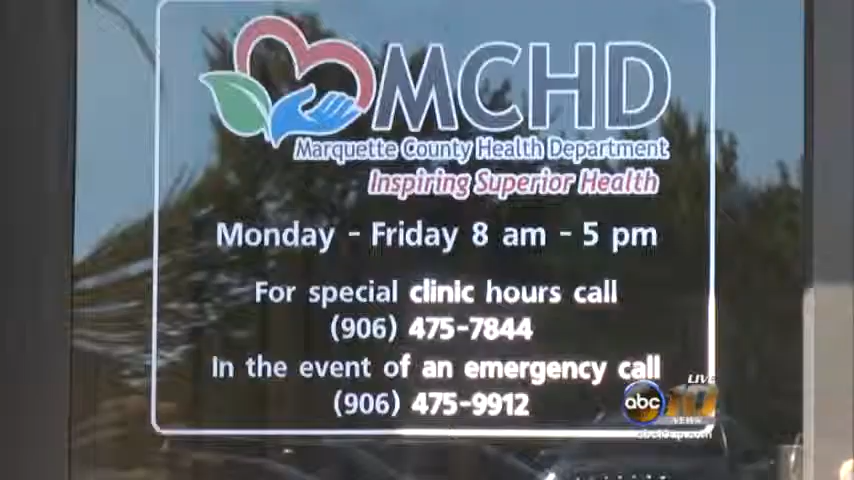 MCHD
Marquette County Health Department
Inspiring Superior Health
Monday - Friday 8 am - 5 pm
For special clinic hours call
(906) 475-7844
In the event of an emergency call
(906) 475-9912
LIVE
abc 10
NEWS